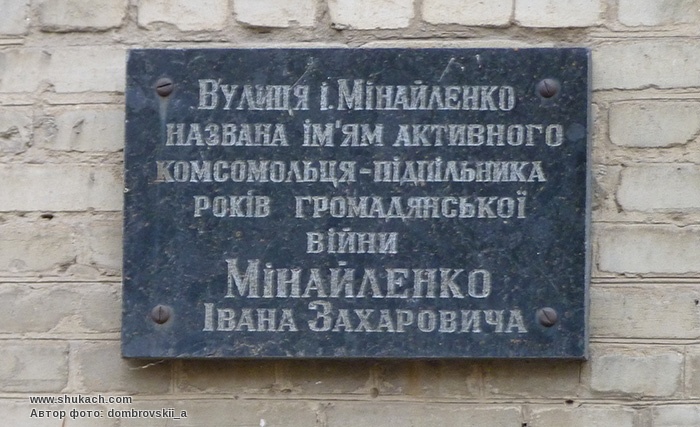 Вулиця І. Мінайленко
названа ім'ям активного
комсомольця-підпільника
років громадянської
війни
Мінайленко
Івана Захаровича
www.shukach.com
Автор фото: dombrovskii_a